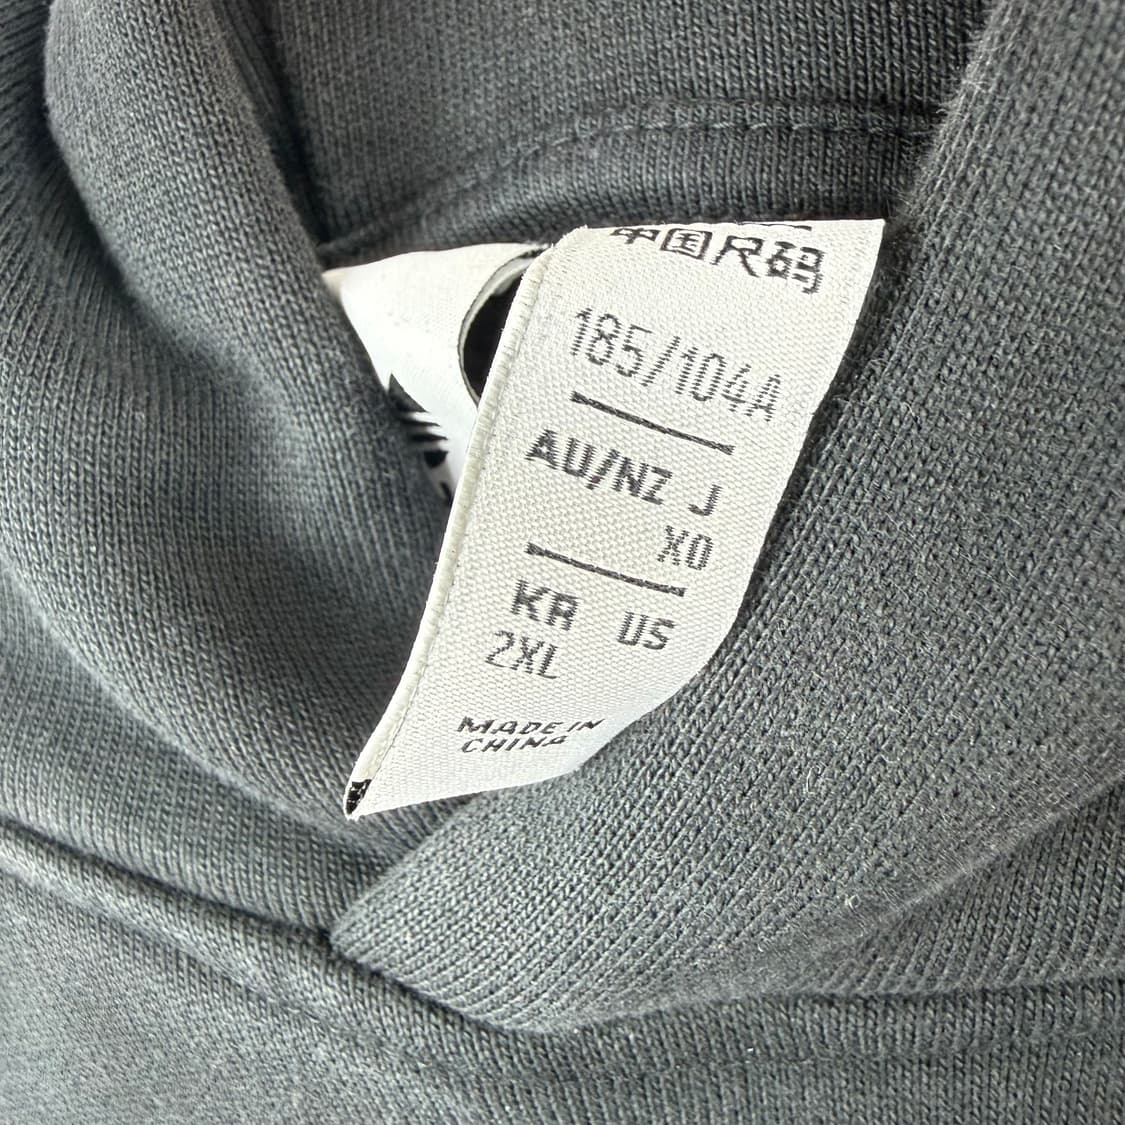 中国尺码
185/104A
AU/NZ J
XO
KR US
2XL
MADE IN
CHINA